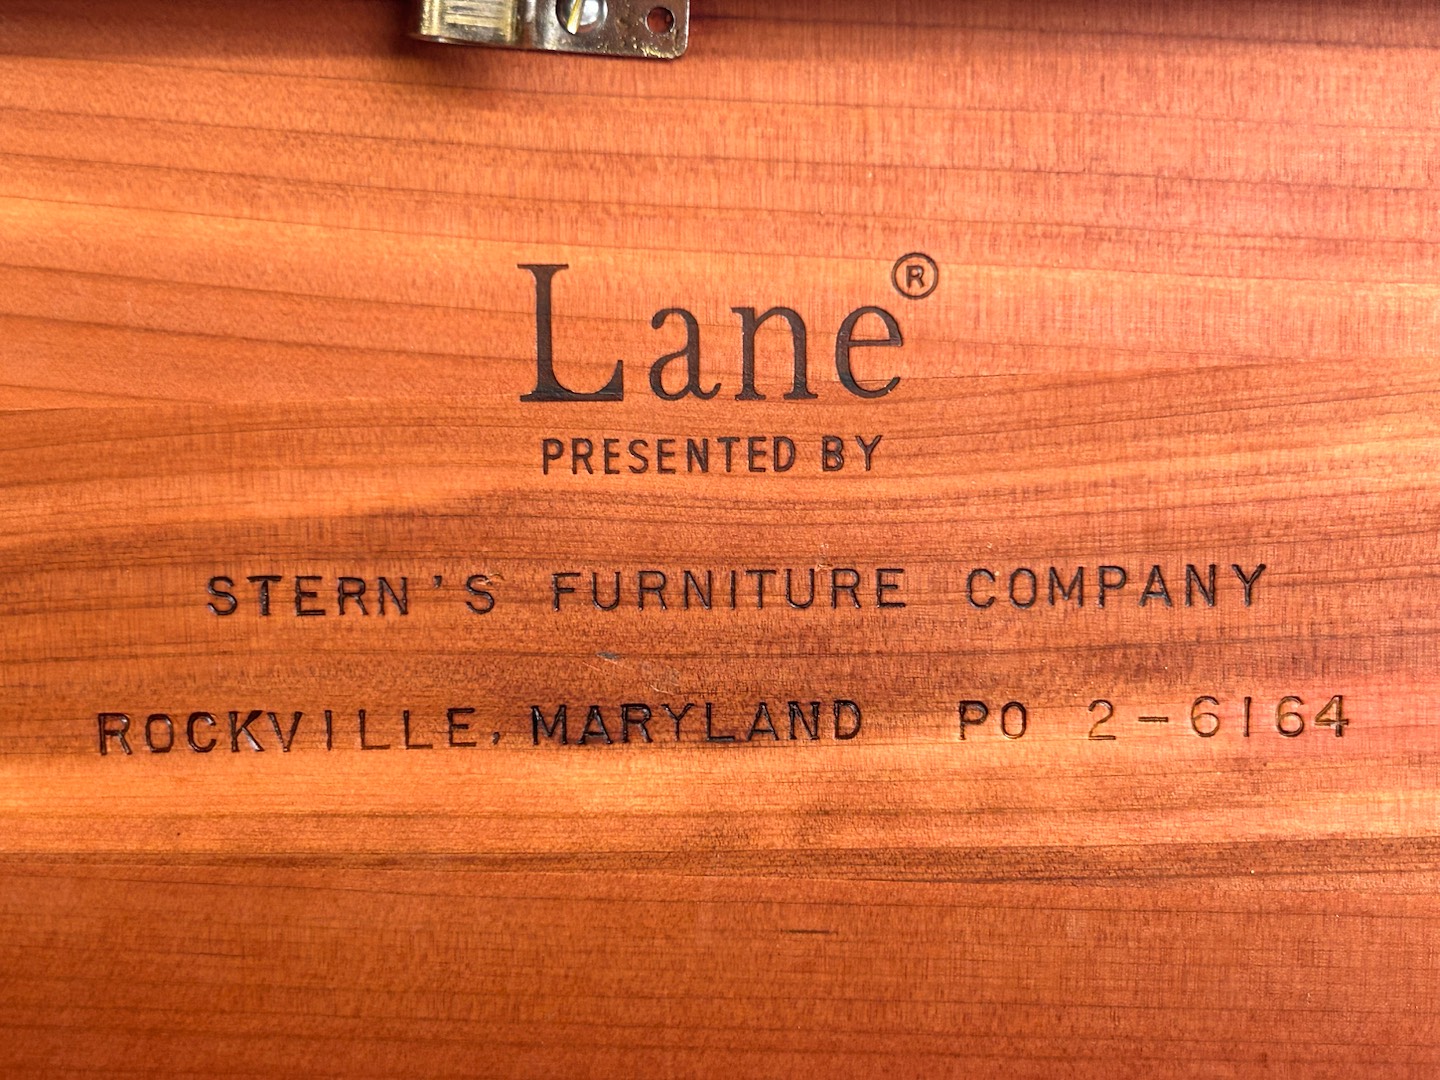 Lane®
PRESENTED BY
STERN'S FURNITURE COMPANY
ROCKVILLE, MARYLAND PO 2-6164